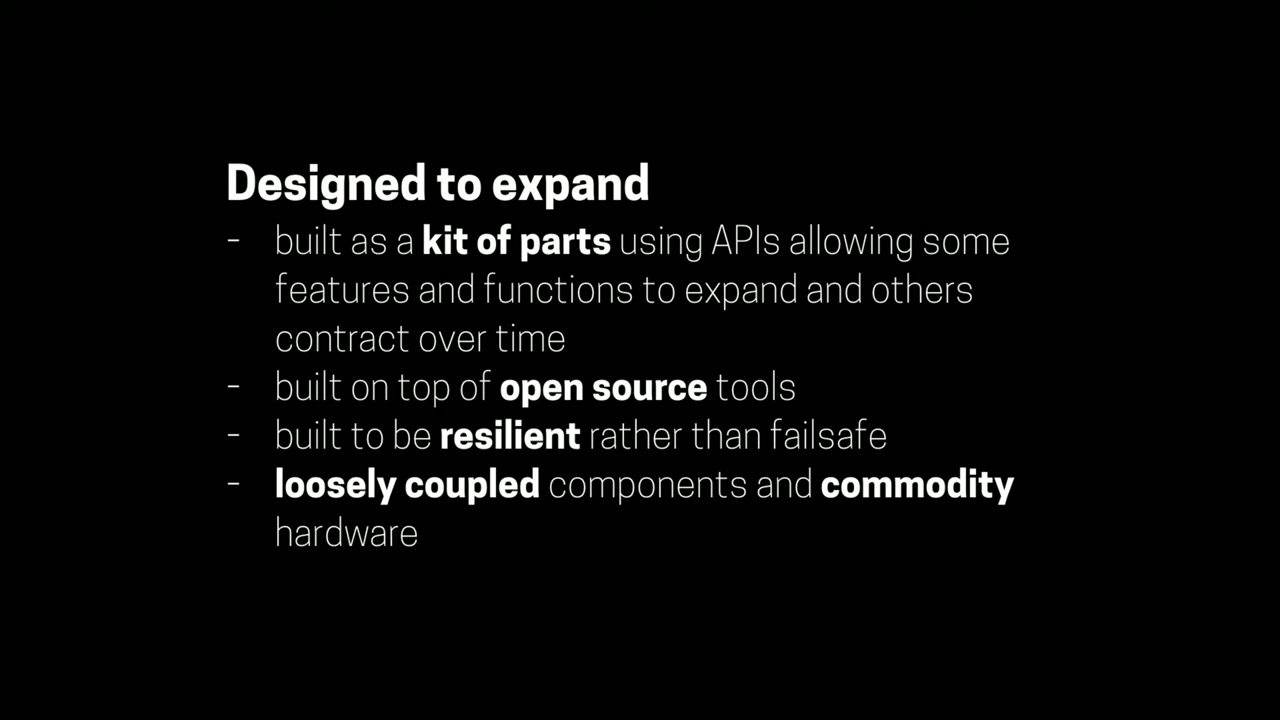 Designed to expand
- built as a kit of parts using APIs allowing some
features and functions to expand and others
contract over time
- built on top of open source tools
- built to be resilient rather than failsafe
- loosely coupled components and commodity
hardware